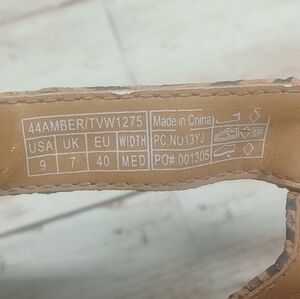 44AMBER/TVW1275 Made in China
USA UK EU WIDTH PC NO13YJ
9 7 40 MED PO#.001305